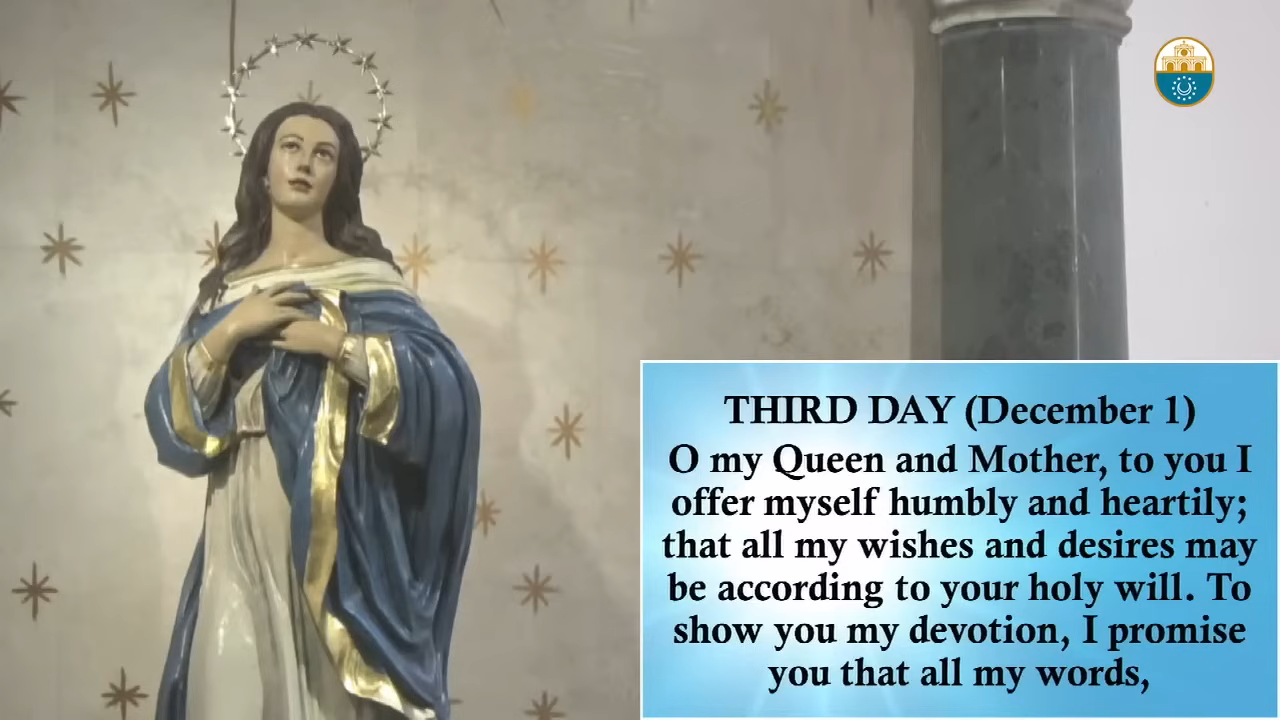 THIRD DAY (December 1)
O my Queen and Mother, to you I
offer myself humbly and heartily;
that all my wishes and desires may
be according to your holy will. To
show you my devotion, I promise
you that all my words,